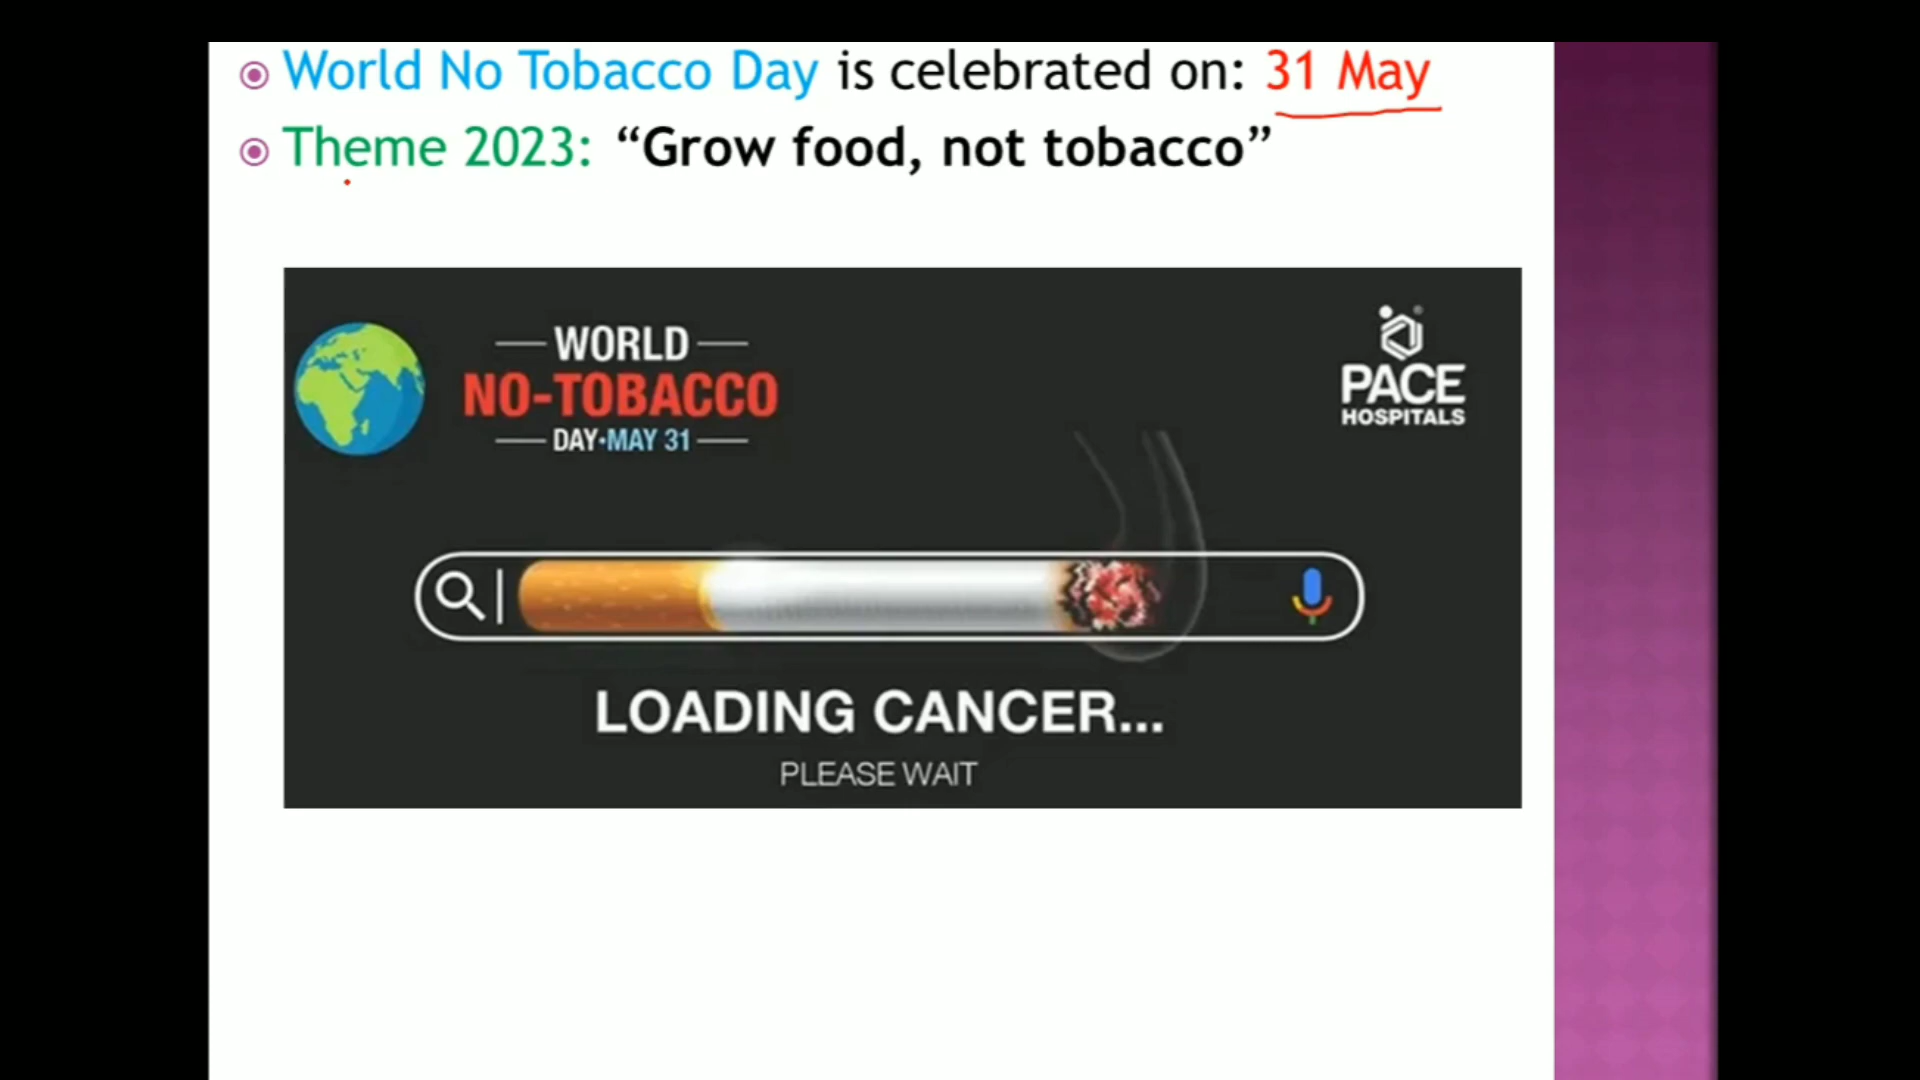 World No Tobacco Day is celebrated on: 31 May
Theme 2023: “Grow food, not tobacco”
WORLD
NO-TOBACCO
DAY·MAY 31
PACE
HOSPITALS
LOADING CANCER...
PLEASE WAIT